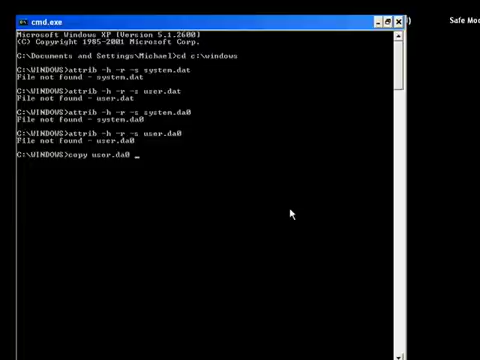 cmd.exe
Safe Mo
Microsoft Windows XP [Version 5.1.2600]
(C) Copyright 1985-2001 Microsoft Corp.
C:\Documents and Settings\Michael>cd c:\windows
C:\WINDOWS>attrib -h -r -s system.dat
File not found - system.dat
C:\WINDOWS>attrib -h -r -s user.dat
File not found - user.dat
C:\WINDOWS>attrib -h -r -s system.da0
File not found - system.da0
C:\WINDOWS>attrib -h -r -s user.da0
File not found - user.da0
C:\WINDOWS>copy user.da0 _